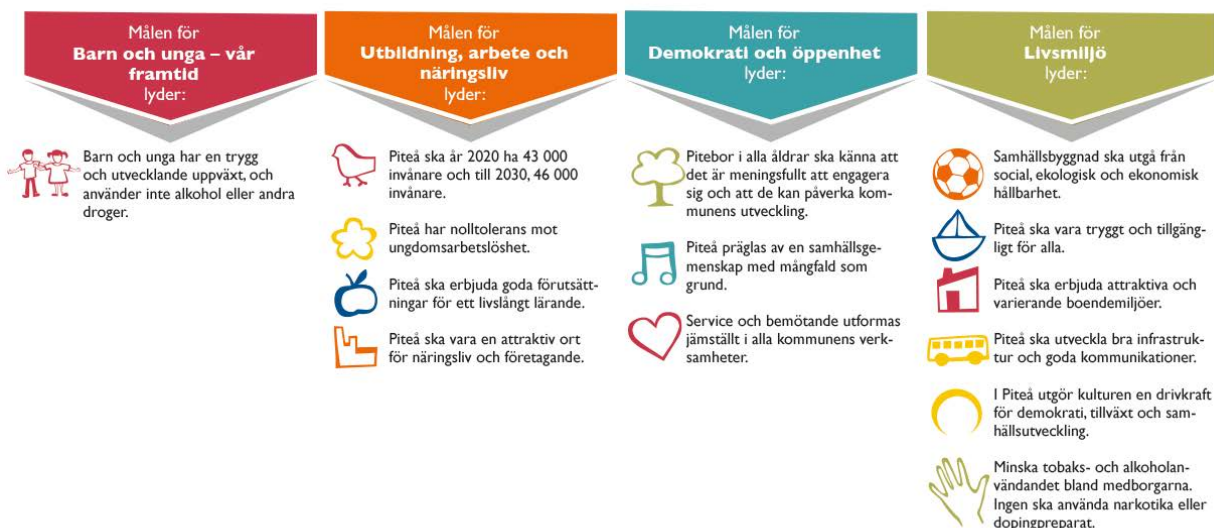 Målen för
Barn och unga – vår
framtid
lyder:
Barn och unga har en trygg
och utvecklande uppväxt, och
använder inte alkohol eller andra
droger.
Målen för
Utbildning, arbete och
näringsliv
lyder:
Piteå ska år 2020 ha 43 000
invånare och till 2030, 46 000
invånare.
Piteå har nolltolerans mot
ungdomsarbetslöshet.
Piteå ska erbjuda goda förutsätt-
ningar för ett livslångt lärande.
Piteå ska vara en attraktiv ort
för näringsliv och företagande.
Målen för
Demokrati och öppenhet
lyder:
Pitebor i alla åldrar ska känna att
det är meningsfullt att engagera
sig och att de kan påverka kom-
munens utveckling.
Piteå präglas av en samhällsge-
menskap med mångfald som
grund.
Service och bemötande utformas
jämställt i alla kommunens verk-
samheter.
Målen för
Livsmiljö
lyder:
Samhällsbyggnad ska utgå från
social, ekologisk och ekonomisk
hållbarhet.
Piteå ska vara tryggt och tillgäng-
ligt för alla.
Piteå ska erbjuda attraktiva och
varierande boendemiljöer.
Piteå ska utveckla bra infrastruk-
tur och goda kommunikationer.
I Piteå utgör kulturen en drivkraft
för demokrati, tillväxt och sam-
hällsutveckling.
Minska tobaks- och alkoholan-
vändandet bland medborgarna.
Ingen ska använda narkotika eller
dopingpreparat.